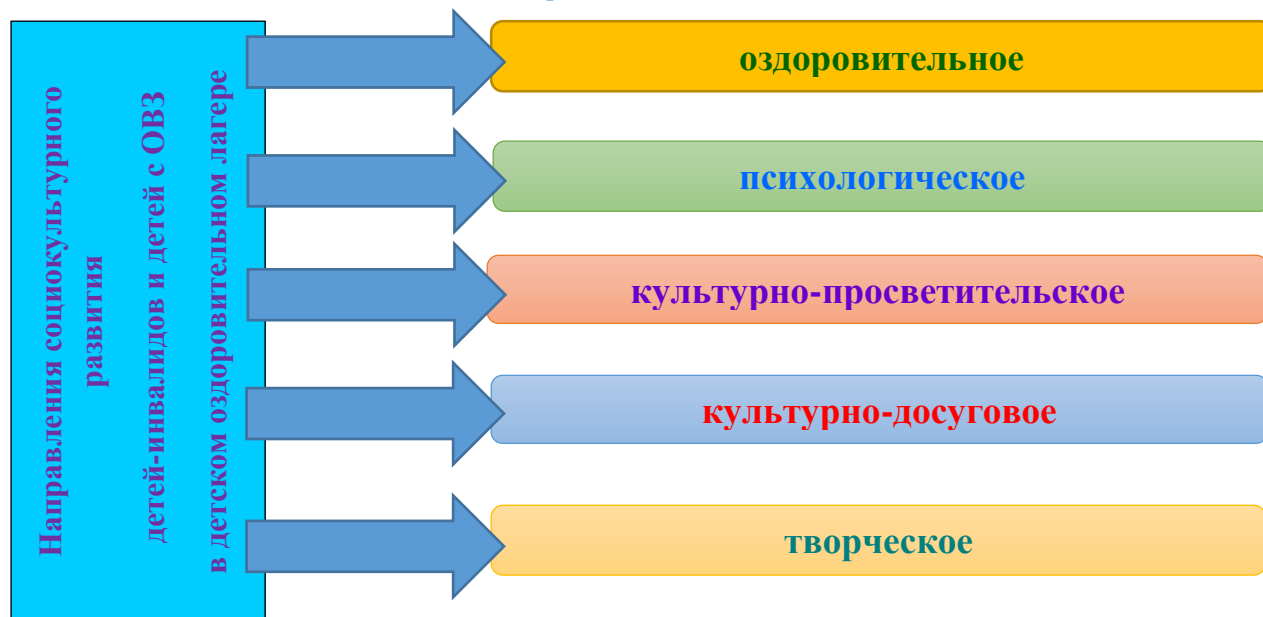 Направления социокультурного
развития
детей-инвалидов и детей с ОВЗ
в детском оздоровительном лагере
оздоровительное
психологическое
культурно-просветительское
культурно-досуговое
творческое